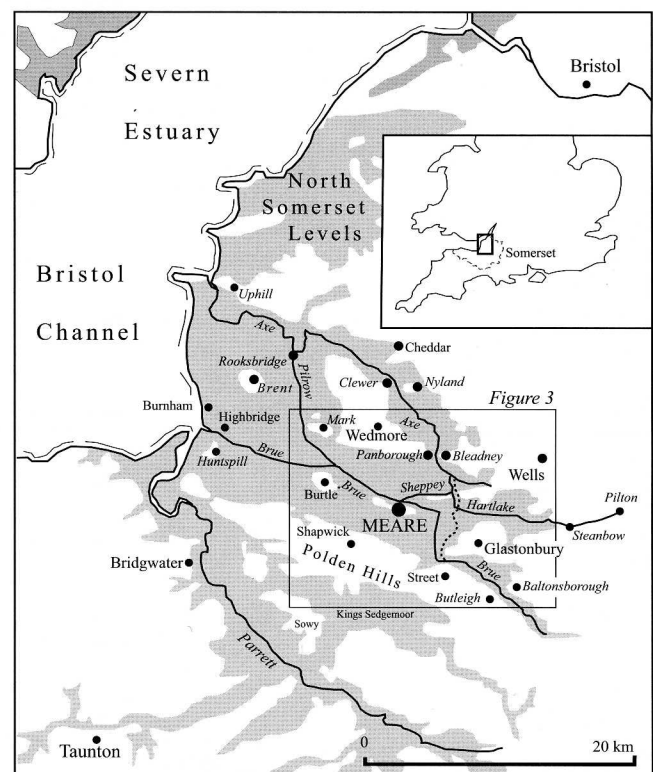 Severn
Estuary
Bristol
North
Somerset
Levels
Somerset
Bristol
Channel
Uphill
Axe
Cheddar
Rooksbridge
Pilrow
Brent
Clewer
Nyland
Figure 3
Burnham
Highbridge
Mark
Wedmore
Axe
Huntspill
Brue
Panborough
Bleadney
Wells
Burtle
Brue
Sheppey
Hartlake
Pilton
MEARE
Steanbow
Shapwick
Glastonbury
Bridgwater
Polden Hills
Street
Brue
Baltonsborough
Butleigh
Kings Sedgemoor
Sowy
Parrett
Taunton
0
20 km